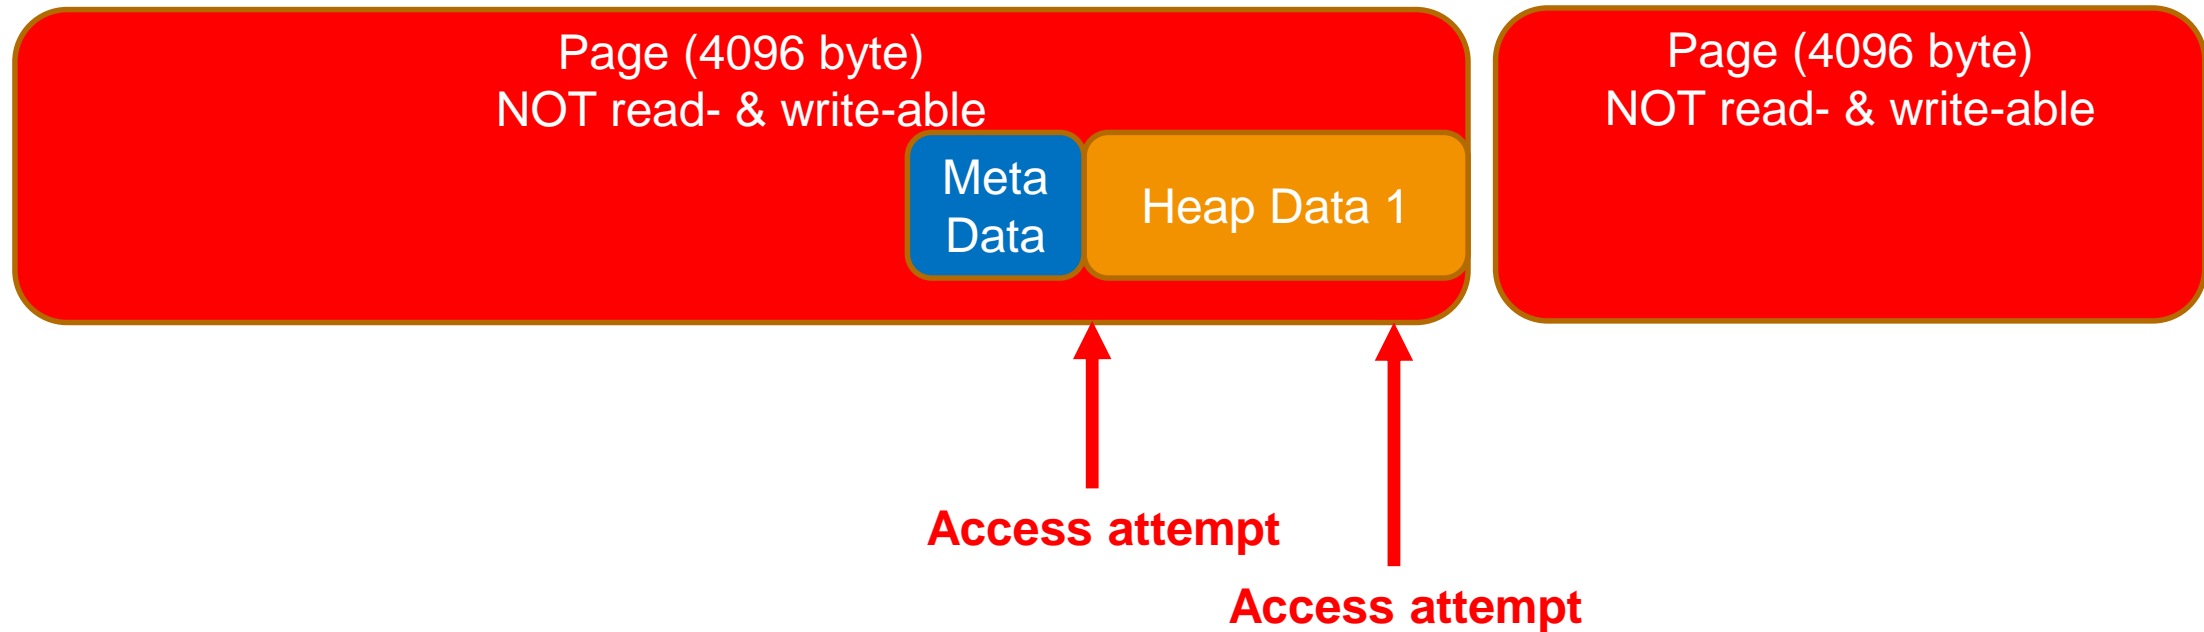 Page (4096 byte)
NOT read- & write-able
Page (4096 byte)
NOT read- & write-able
Meta
Data
Heap Data 1
Access attempt
Access attempt